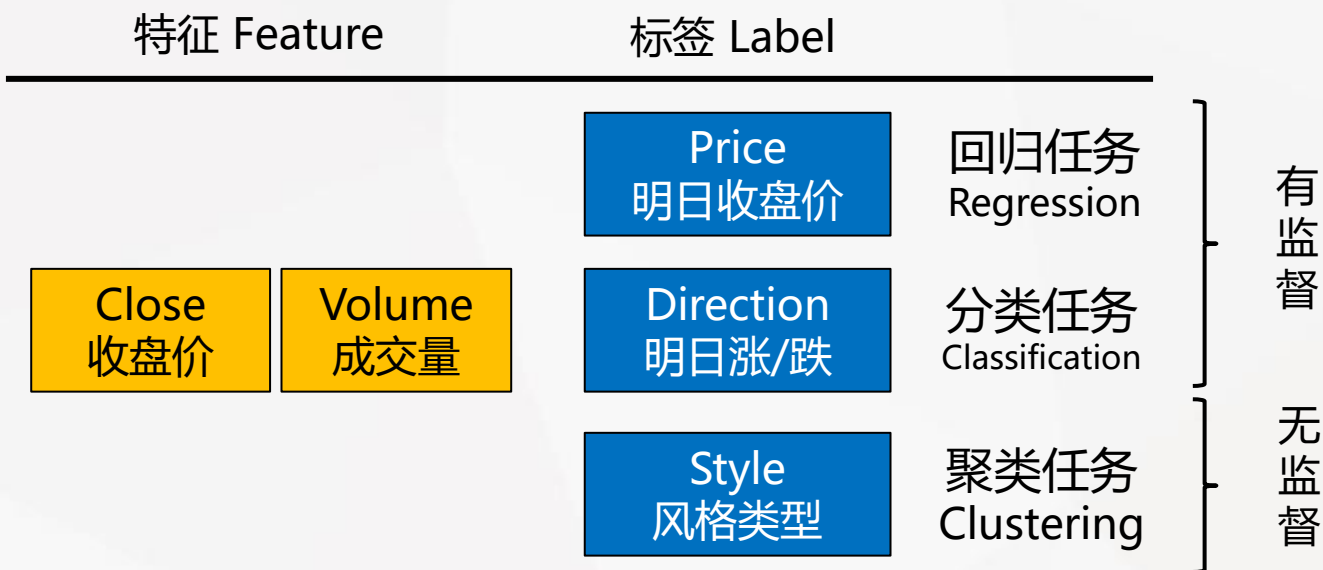 特征 Feature
标签 Label
Price
明日收盘价
回归任务
Regression
有
监
督
Close
收盘价
Volume
成交量
Direction
明日涨/跌
分类任务
Classification
Style
风格类型
聚类任务
Clustering
无
监
督